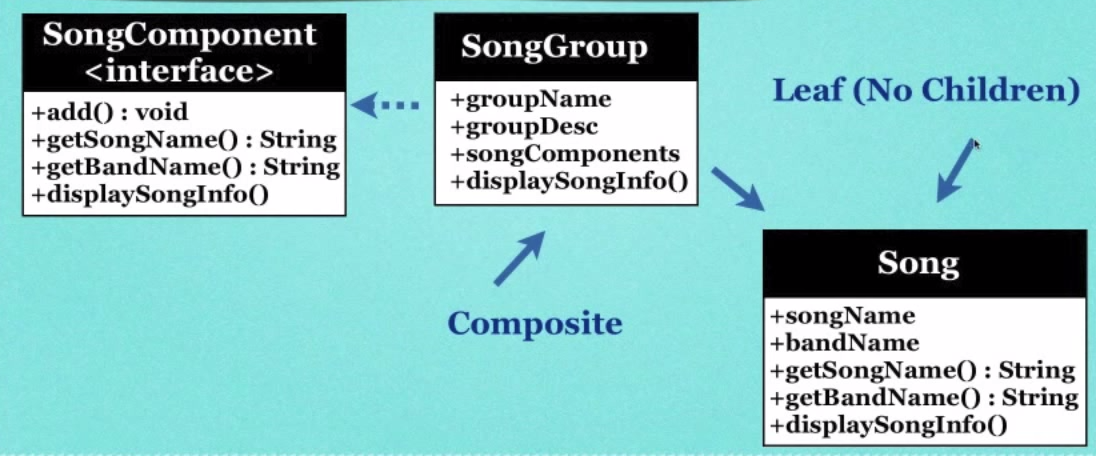 SongComponent
<interface>
+add() : void
+getSongName() : String
+getBandName() : String
+displaySongInfo()
SongGroup
+groupName
+groupDesc
+songComponents
+displaySongInfo()
Leaf (No Children)
Composite
Song
+songName
+bandName
+getSongName() : String
+getBandName() : String
+displaySongInfo()